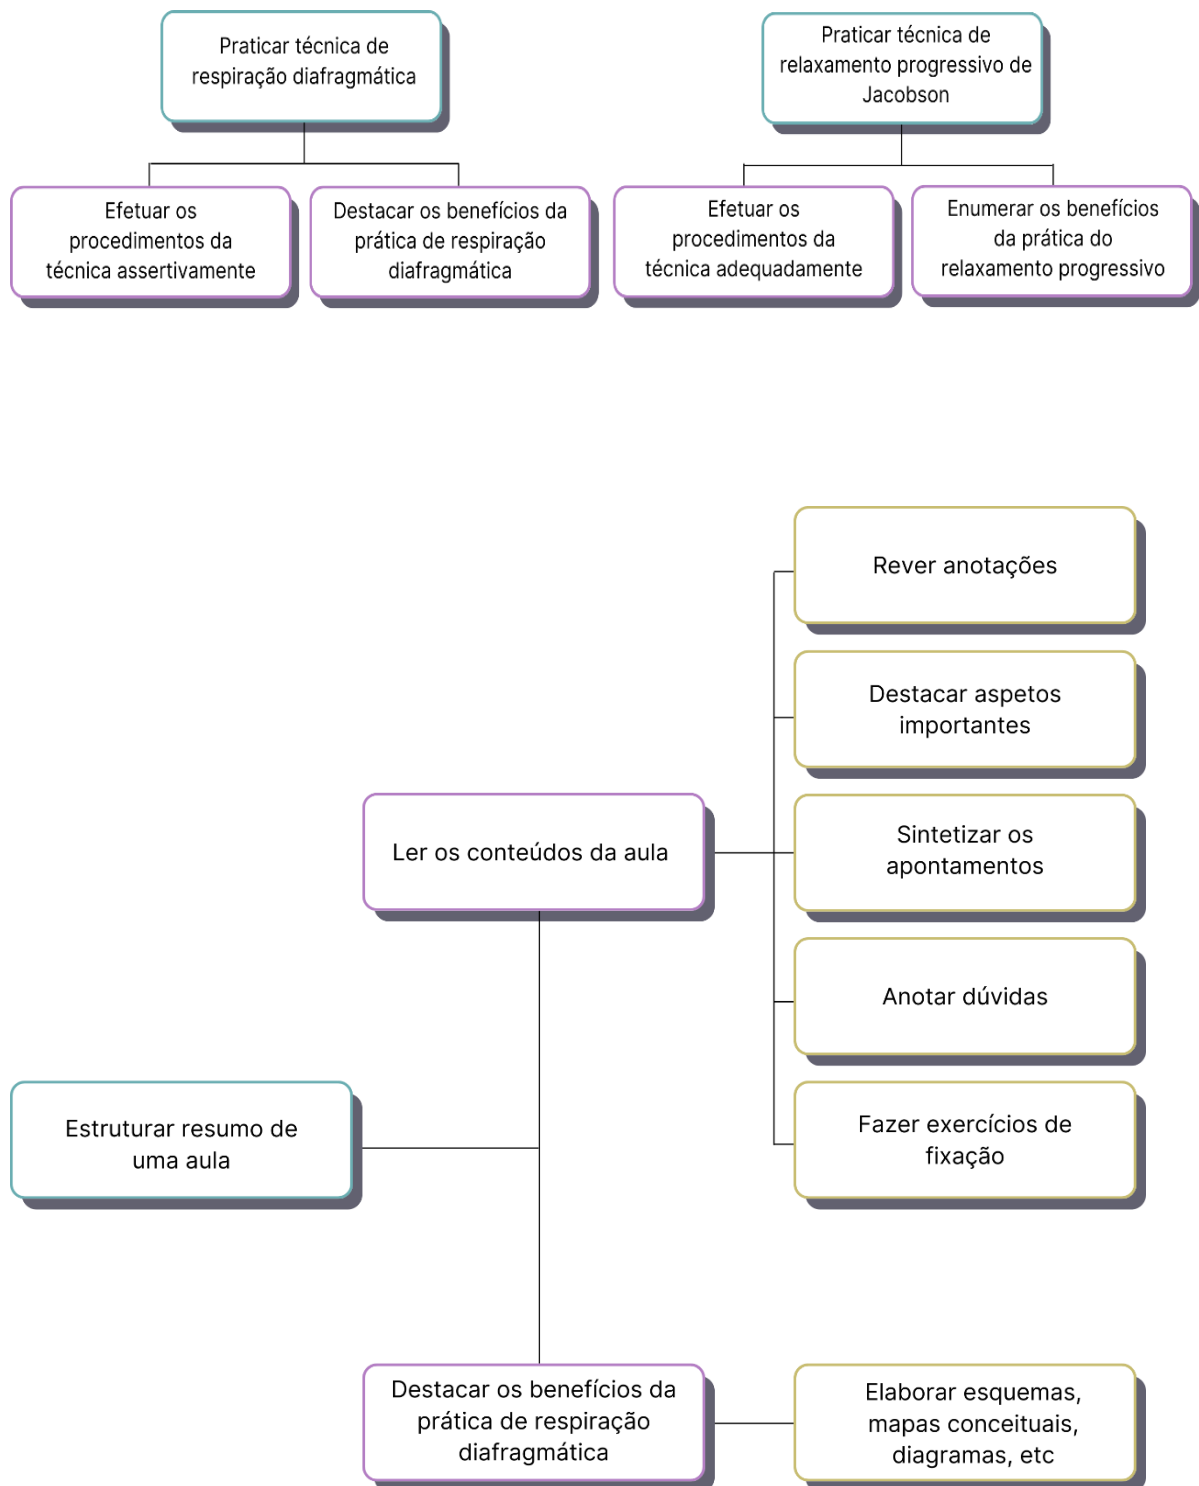 Praticar técnica de
respiração diafragmática
Praticar técnica de
relaxamento progressivo de
Jacobson
Efetuar os
procedimentos da
técnica assertivamente
Destacar os benefícios da
prática de respiração
diafragmática
Efetuar os
procedimentos da
técnica adequadamente
Enumerar os benefícios
da prática do
relaxamento progressivo
Rever anotações
Destacar aspetos
importantes
Ler os conteúdos da aula
Sintetizar os
apontamentos
Anotar dúvidas
Estruturar resumo de
uma aula
Fazer exercícios de
fixação
Destacar os benefícios da
prática de respiração
diafragmática
Elaborar esquemas,
mapas conceituais,
diagramas, etc